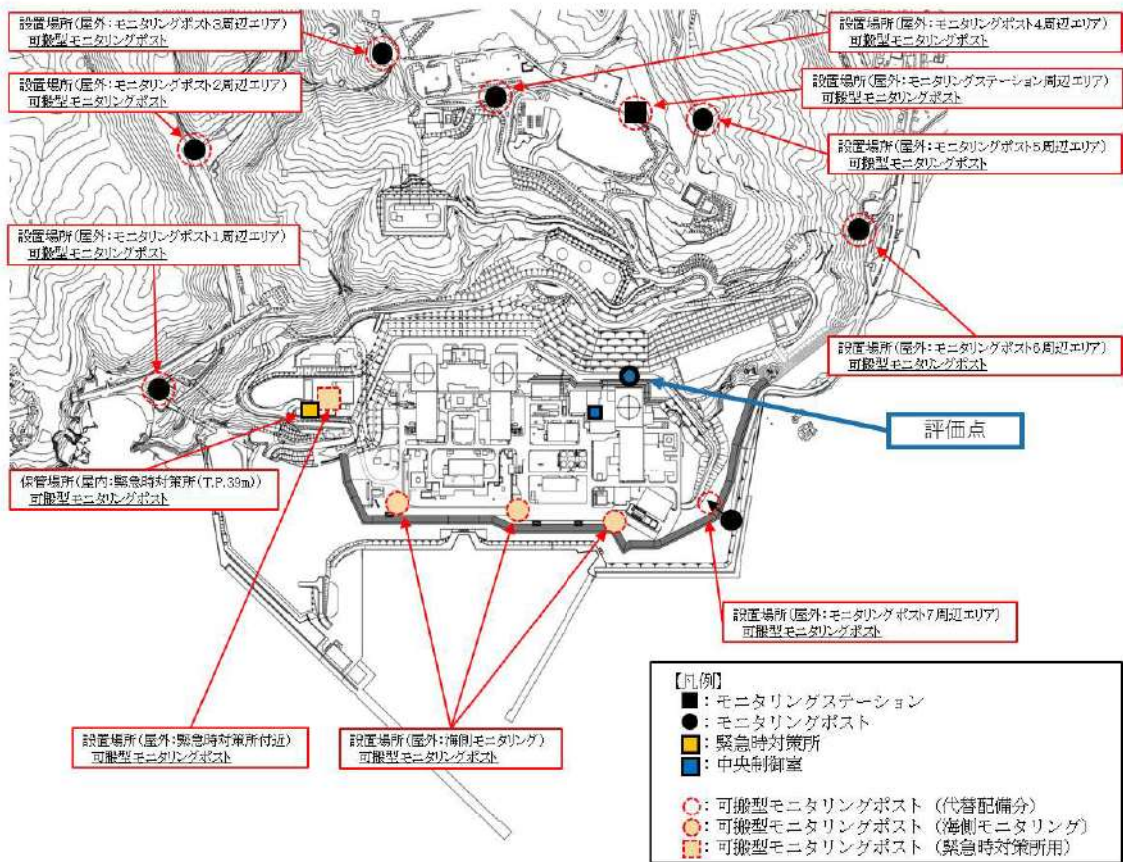 設置場所(屋外:モニタリングポスト3周辺エリア)
可搬型モニタリングポスト
設置場所(屋外:モニタリングポスト4周辺エリア)
可搬型モニタリングポスト
設置場所(屋外:モニタリングポスト2周辺エリア)
可搬型モニタリングポスト
設置場所(屋外:モニタリングステーション周辺エリア)
可搬型モニタリングポスト
設置場所(屋外:モニタリングポスト5周辺エリア)
可搬型モニタリングポスト
設置場所(屋外:モニタリングポスト1周辺エリア)
可搬型モニタリングポスト
設置場所(屋外:モニタリングポスト6周辺エリア)
可搬型モニタリングポスト
評価点
保管場所(屋内:緊急時対策所(T.P.39m))
可搬型モニタリングポスト
設置場所(屋外:モニタリングポスト7周辺エリア)
可搬型モニタリングポスト
設置場所(屋外:緊急時対策所付近)
可搬型モニタリングポスト
設置場所(屋外:海側モニタリング)
可搬型モニタリングポスト
【凡例】
■:モニタリングステーション
●:モニタリングポスト
:緊急時対策所
:中央制御室
:可搬型モニタリングポスト(代替配備分)
:可搬型モニタリングポスト(海側モニタリング)
:可搬型モニタリングポスト(緊急時対策所用)